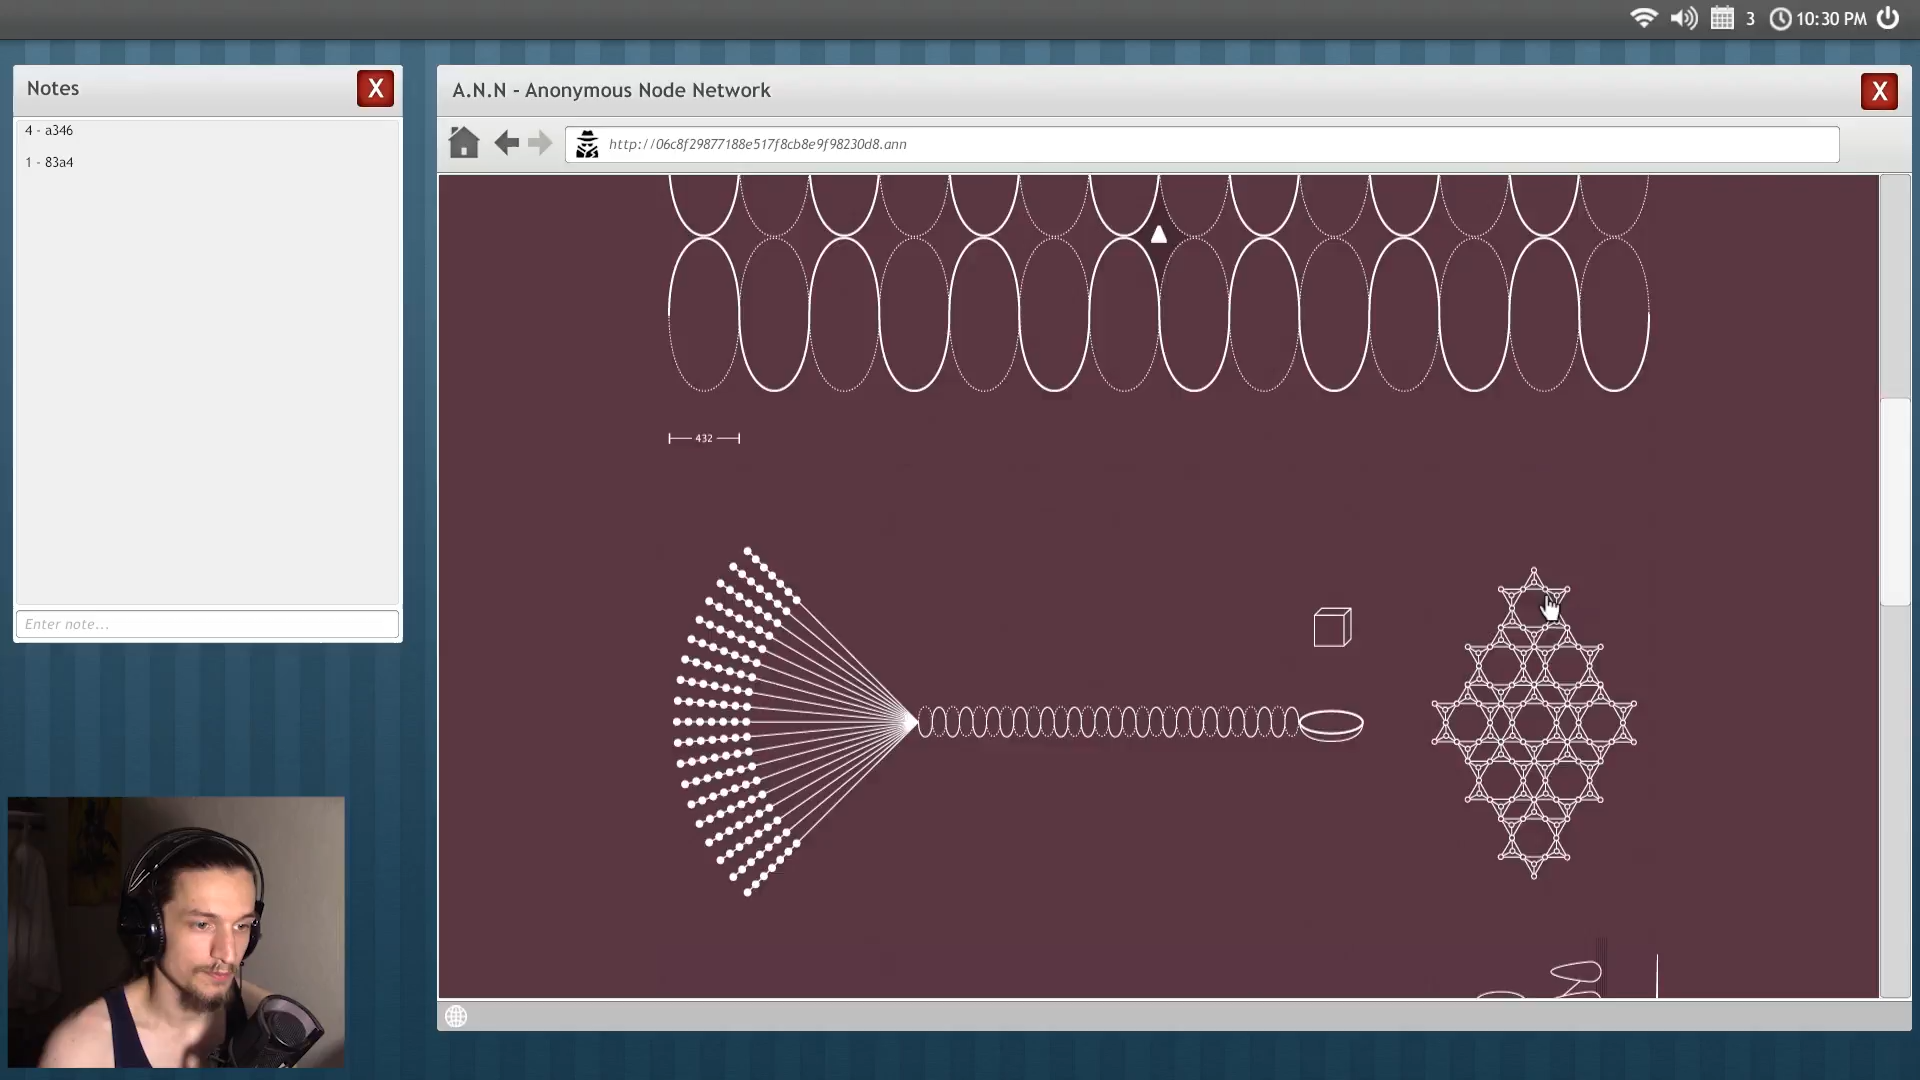 3 10:30 PM
Notes X
4 - a346
1 - 83a4
Enter note...
A.N.N - Anonymous Node Network X
http://06c8f29877188e517f8cb8e9f98230d8.ann
432